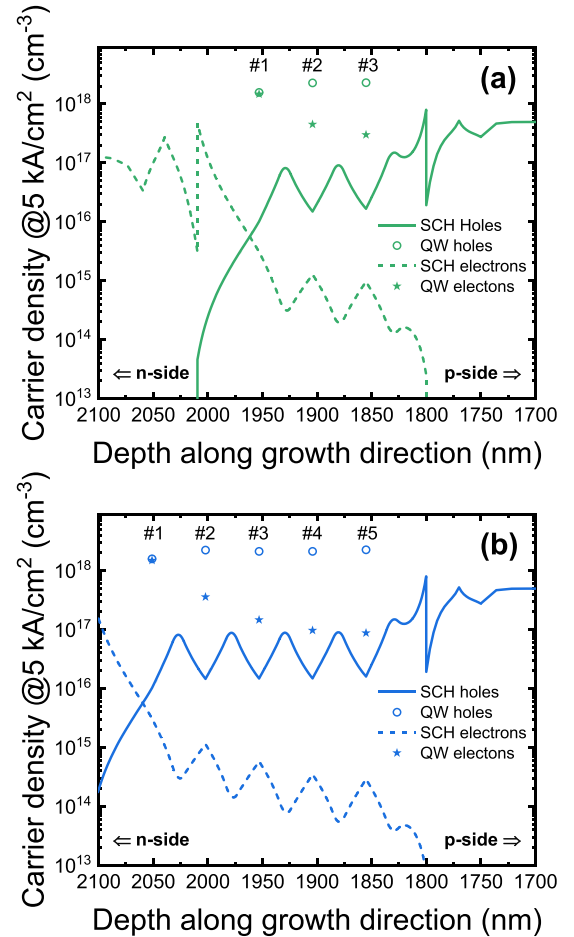 #1 #2 #3 (a)
10^18
10^17
10^16
10^15
10^14
10^13
Carrier density @5 kA/cm^2 (cm^-3)
SCH Holes
QW holes
SCH electrons
QW electons
⇐ n-side p-side ⇒
2100 2050 2000 1950 1900 1850 1800 1750 1700
Depth along growth direction (nm)
#1 #2 #3 #4 #5 (b)
10^18
10^17
10^16
10^15
10^14
10^13
Carrier density @5 kA/cm^2 (cm^-3)
SCH holes
QW holes
SCH electrons
QW electons
⇐ n-side p-side ⇒
2100 2050 2000 1950 1900 1850 1800 1750 1700
Depth along growth direction (nm)